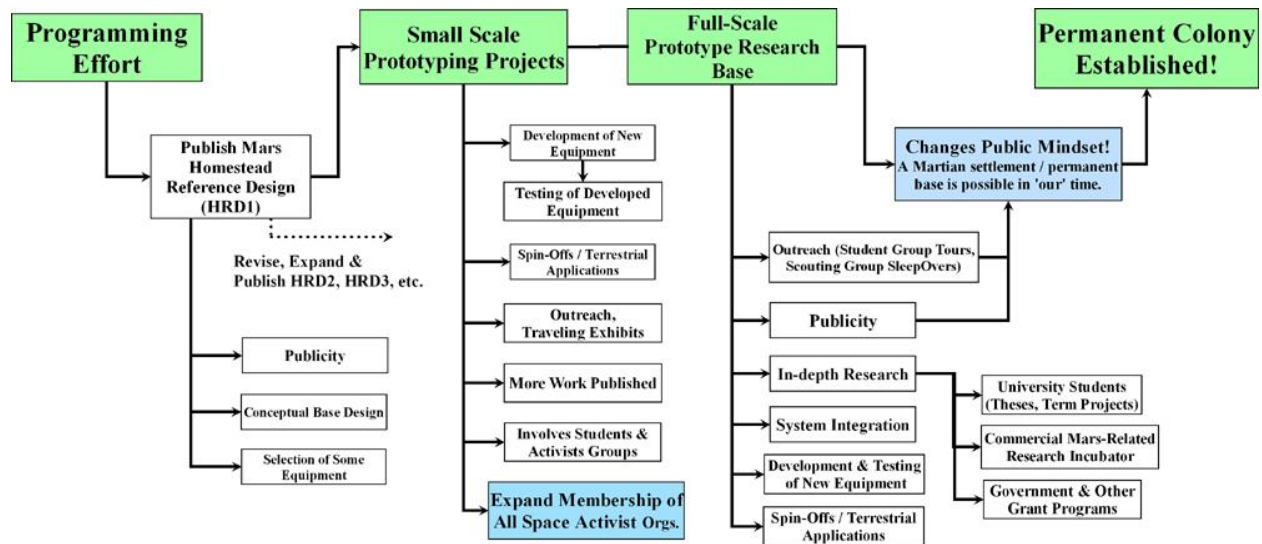 Programming
Effort
Small Scale
Prototyping Projects
Full-Scale
Prototype Research
Base
Permanent Colony
Established!
Publish Mars
Homestead
Reference Design
(HRD1)
Revise, Expand &
Publish HRD2, HRD3, etc.
Publicity
Conceptual Base Design
Selection of Some
Equipment
Development of New
Equipment
Testing of Developed
Equipment
Spin-Offs / Terrestrial
Applications
Outreach,
Traveling Exhibits
More Work Published
Involves Students &
Activists Groups
Expand Membership of
All Space Activist Orgs.
Changes Public Mindset!
A Martian settlement / permanent
base is possible in 'our' time.
Outreach (Student Group Tours,
Scouting Group SleepOvers)
Publicity
In-depth Research
System Integration
Development & Testing
of New Equipment
Spin-Offs / Terrestrial
Applications
University Students
(Theses, Term Projects)
Commercial Mars-Related
Research Incubator
Government & Other
Grant Programs